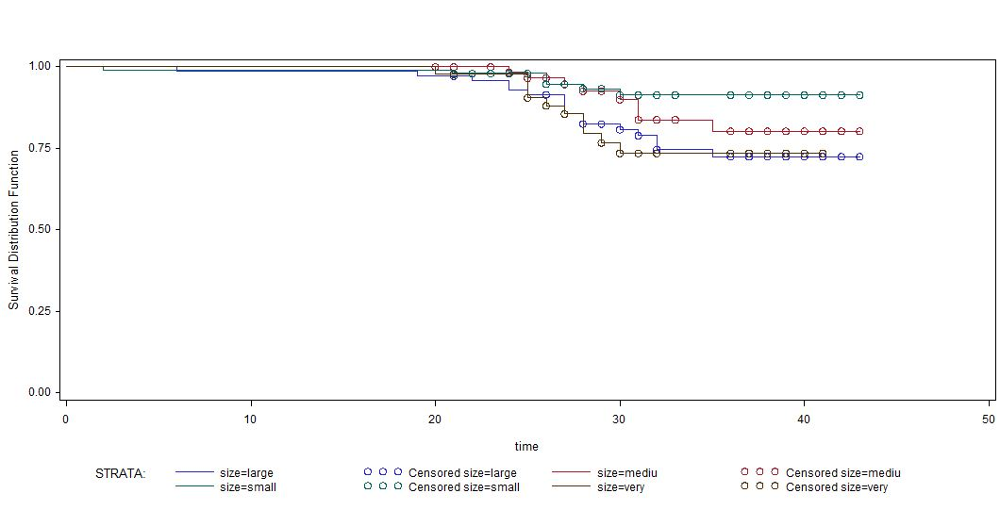 1.00
0.75
0.50
0.25
0.00
Survival Distribution Function
0 10 20 30 40 50
time
STRATA: size=large Censored size=large size=mediu Censored size=mediu
size=small Censored size=small size=very Censored size=very